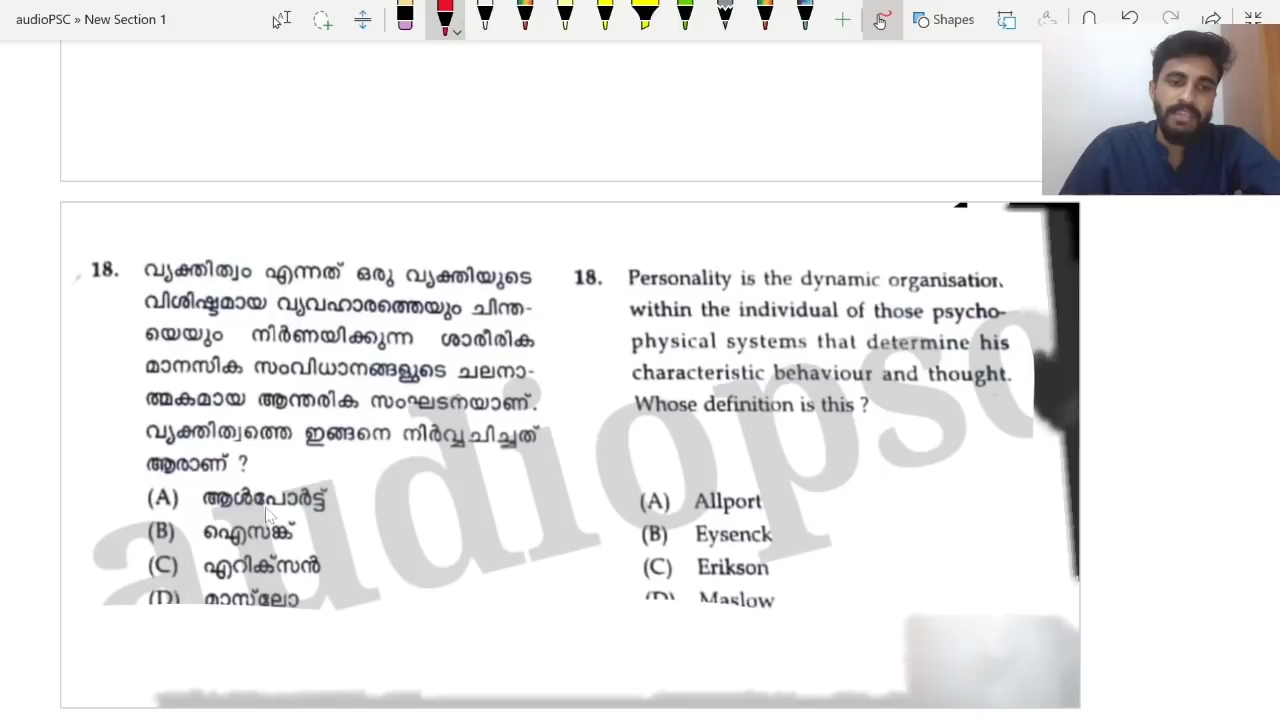 audioPSC » New Section 1
Shapes
18. വ്യക്തിത്വം എന്നത് ഒരു വ്യക്തിയുടെ
വിശിഷ്ടമായ വ്യവഹാരത്തെയും ചിന്ത-
യെയും നിർണയിക്കുന്ന ശാരീരിക
മാനസിക സംവിധാനങ്ങളുടെ ചലനാ-
ത്മകമായ ആന്തരിക സംഘടനയാണ്.
വ്യക്തിത്വത്തെ ഇങ്ങനെ നിർവ്വചിച്ചത്
ആരാണ് ?
(A) ആൾപോർട്ട്
(B) ഐസങ്ക്
(C) എറിക്സൻ
(D) മാസ്‌ലോ
18. Personality is the dynamic organisation
within the individual of those psycho-
physical systems that determine his
characteristic behaviour and thought.
Whose definition is this ?
(A) Allport
(B) Eysenck
(C) Erikson
(D) Maslow
audiopsc